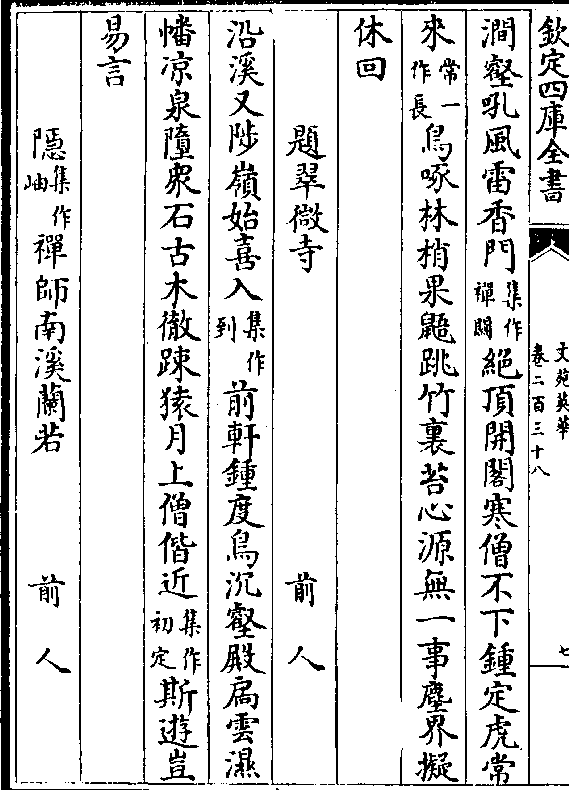 欽定四庫全書
文苑英華
卷二百三十八
七
澗壑吼風雷香門集作禪關絶頂開閣寒僧不下鍾定虎常
來常一作長鳥啄林梢果鼯跳竹裏苔心源無一事塵界擬
休回
題翠微寺 前人
沿溪又陟嶺始喜入集作到前軒鍾度鳥沉壑殿扃雲濕
幡凉泉墮衆石古木徹踈猿月上僧偕近集作初定斯遊豈
易言
隱集作岫禪師南溪蘭若 前人